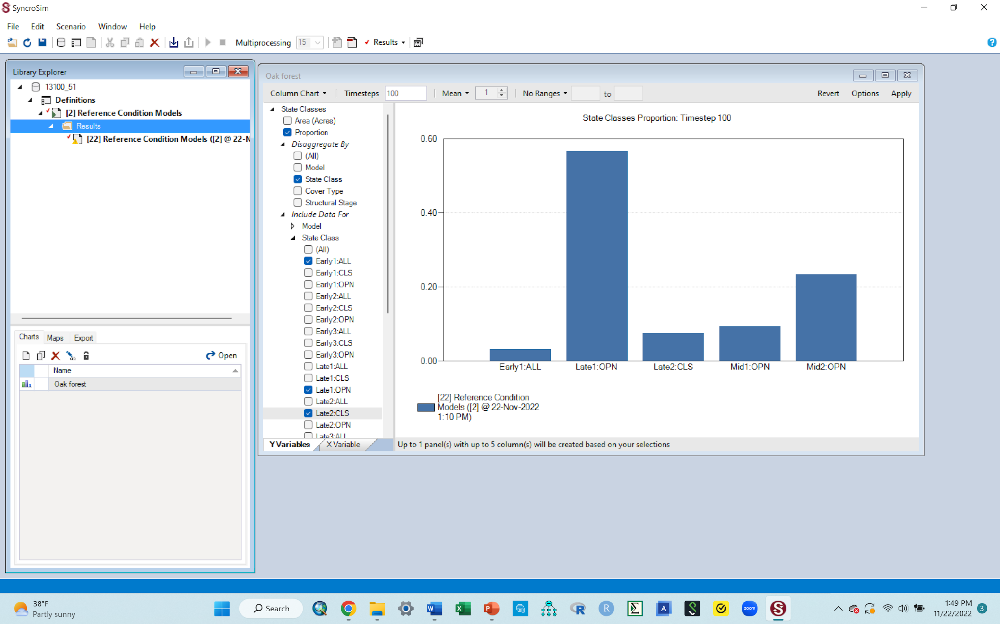 SyncroSim
File Edit Scenario Window Help
Multiprocessing 15 Results
Library Explorer
13100_51
Definitions
[2] Reference Condition Models
Results
[22] Reference Condition Models ([2] @ 22-N
Charts Maps Export
Open
Name
Oak forest
Oak forest
Column Chart Timesteps 100 Mean 1 No Ranges to Revert Options Apply
State Classes
Area (Acres)
Proportion
Disaggregate By
(All)
Model
State Class
Cover Type
Structural Stage
Include Data For
Model
State Class
(All)
Early1:ALL
Early1:CLS
Early1:OPN
Early2:ALL
Early2:CLS
Early2:OPN
Early3:ALL
Early3:CLS
Early3:OPN
Late1:ALL
Late1:CLS
Late1:OPN
Late2:ALL
Late2:CLS
Late2:OPN
Late3:ALL
Y Variables X Variable
State Classes Proportion: Timestep 100
0.60
0.40
0.20
0.00
Early1:ALL Late1:OPN Late2:CLS Mid1:OPN Mid2:OPN
[22] Reference Condition
Models ([2] @ 22-Nov-2022
1:10 PM)
Up to 1 panel(s) with up to 5 column(s) will be created based on your selections
38°F
Partly sunny
Search
W X P R R A zoom S
1:49 PM
11/22/2022
3